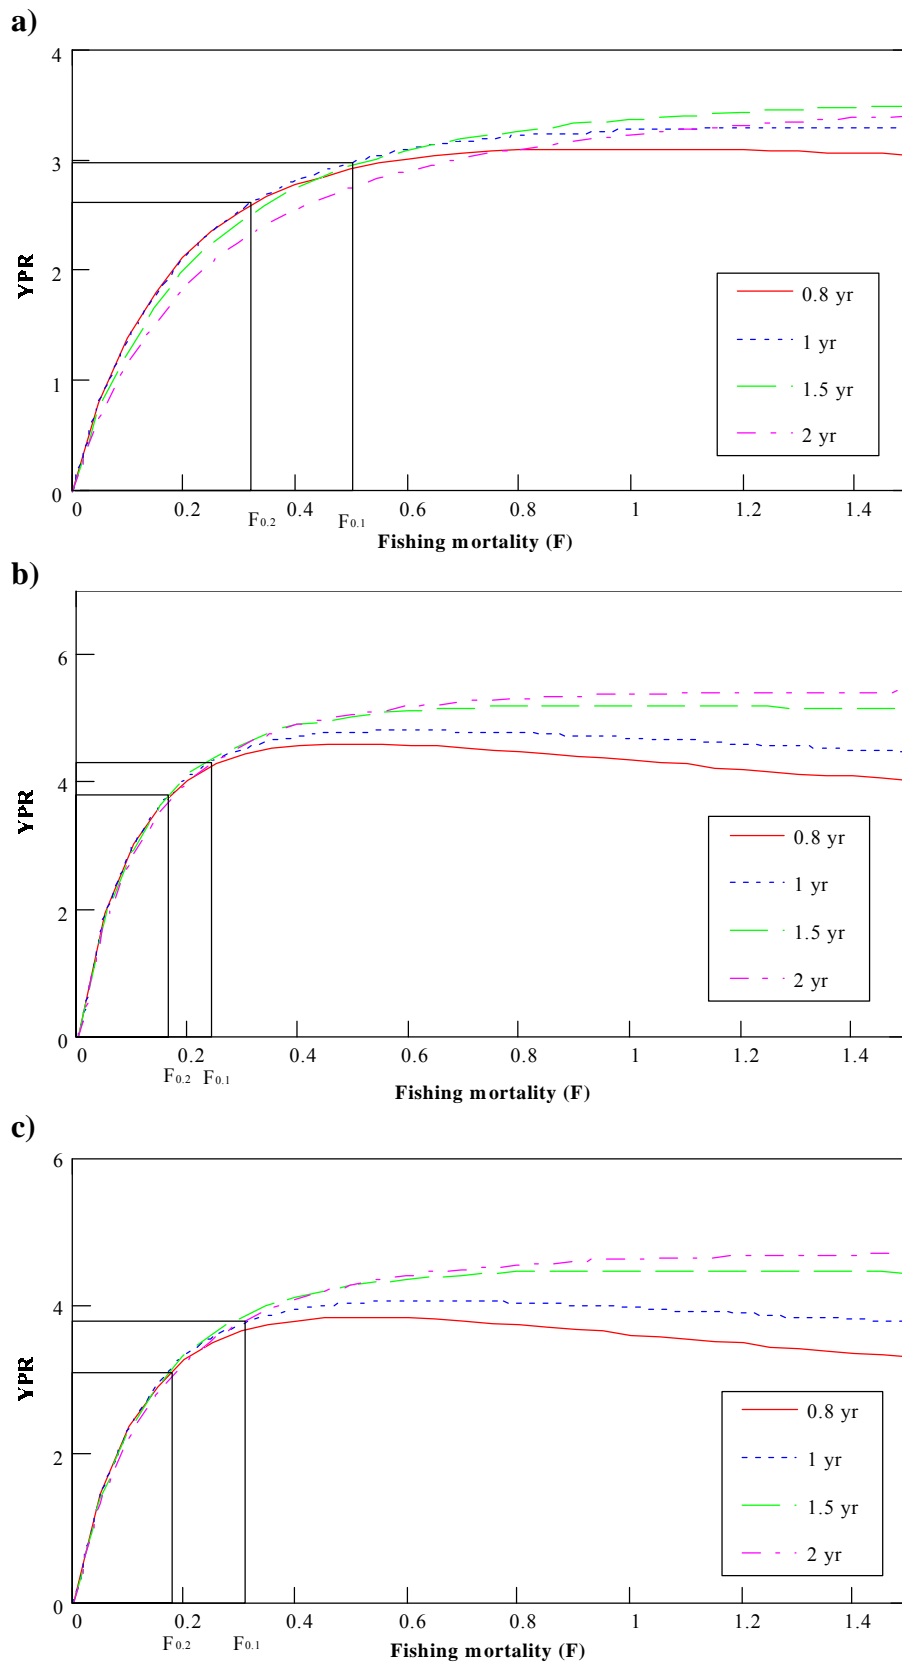 a)
4
3
2
1
0
YPR
0.8 yr
1 yr
1.5 yr
2 yr
0 0.2 0.4 0.6 0.8 1 1.2 1.4
F0.2 F0.1
Fishing mortality (F)
b)
6
4
2
0
YPR
0.8 yr
1 yr
1.5 yr
2 yr
0 0.2 0.4 0.6 0.8 1 1.2 1.4
F0.2 F0.1
Fishing mortality (F)
c)
6
4
2
0
YPR
0.8 yr
1 yr
1.5 yr
2 yr
0 0.2 0.4 0.6 0.8 1 1.2 1.4
F0.2 F0.1
Fishing mortality (F)